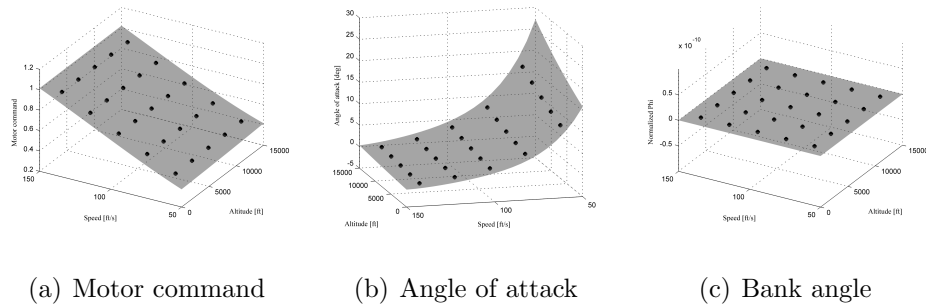 1.2
1
0.8
0.6
0.4
0.2
Motor command
150
100
50
Speed [ft/s]
0
5000
10000
15000
Altitude [ft]
30
25
20
15
10
5
0
-5
Angle of attack [deg]
15000
10000
5000
0
Altitude [ft]
150
100
50
Speed [ft/s]
x 10 -10
0.5
0
-0.5
Normalized Phi
150
100
50
Speed [ft/s]
0
5000
10000
15000
Altitude [ft]
(a) Motor command
(b) Angle of attack
(c) Bank angle